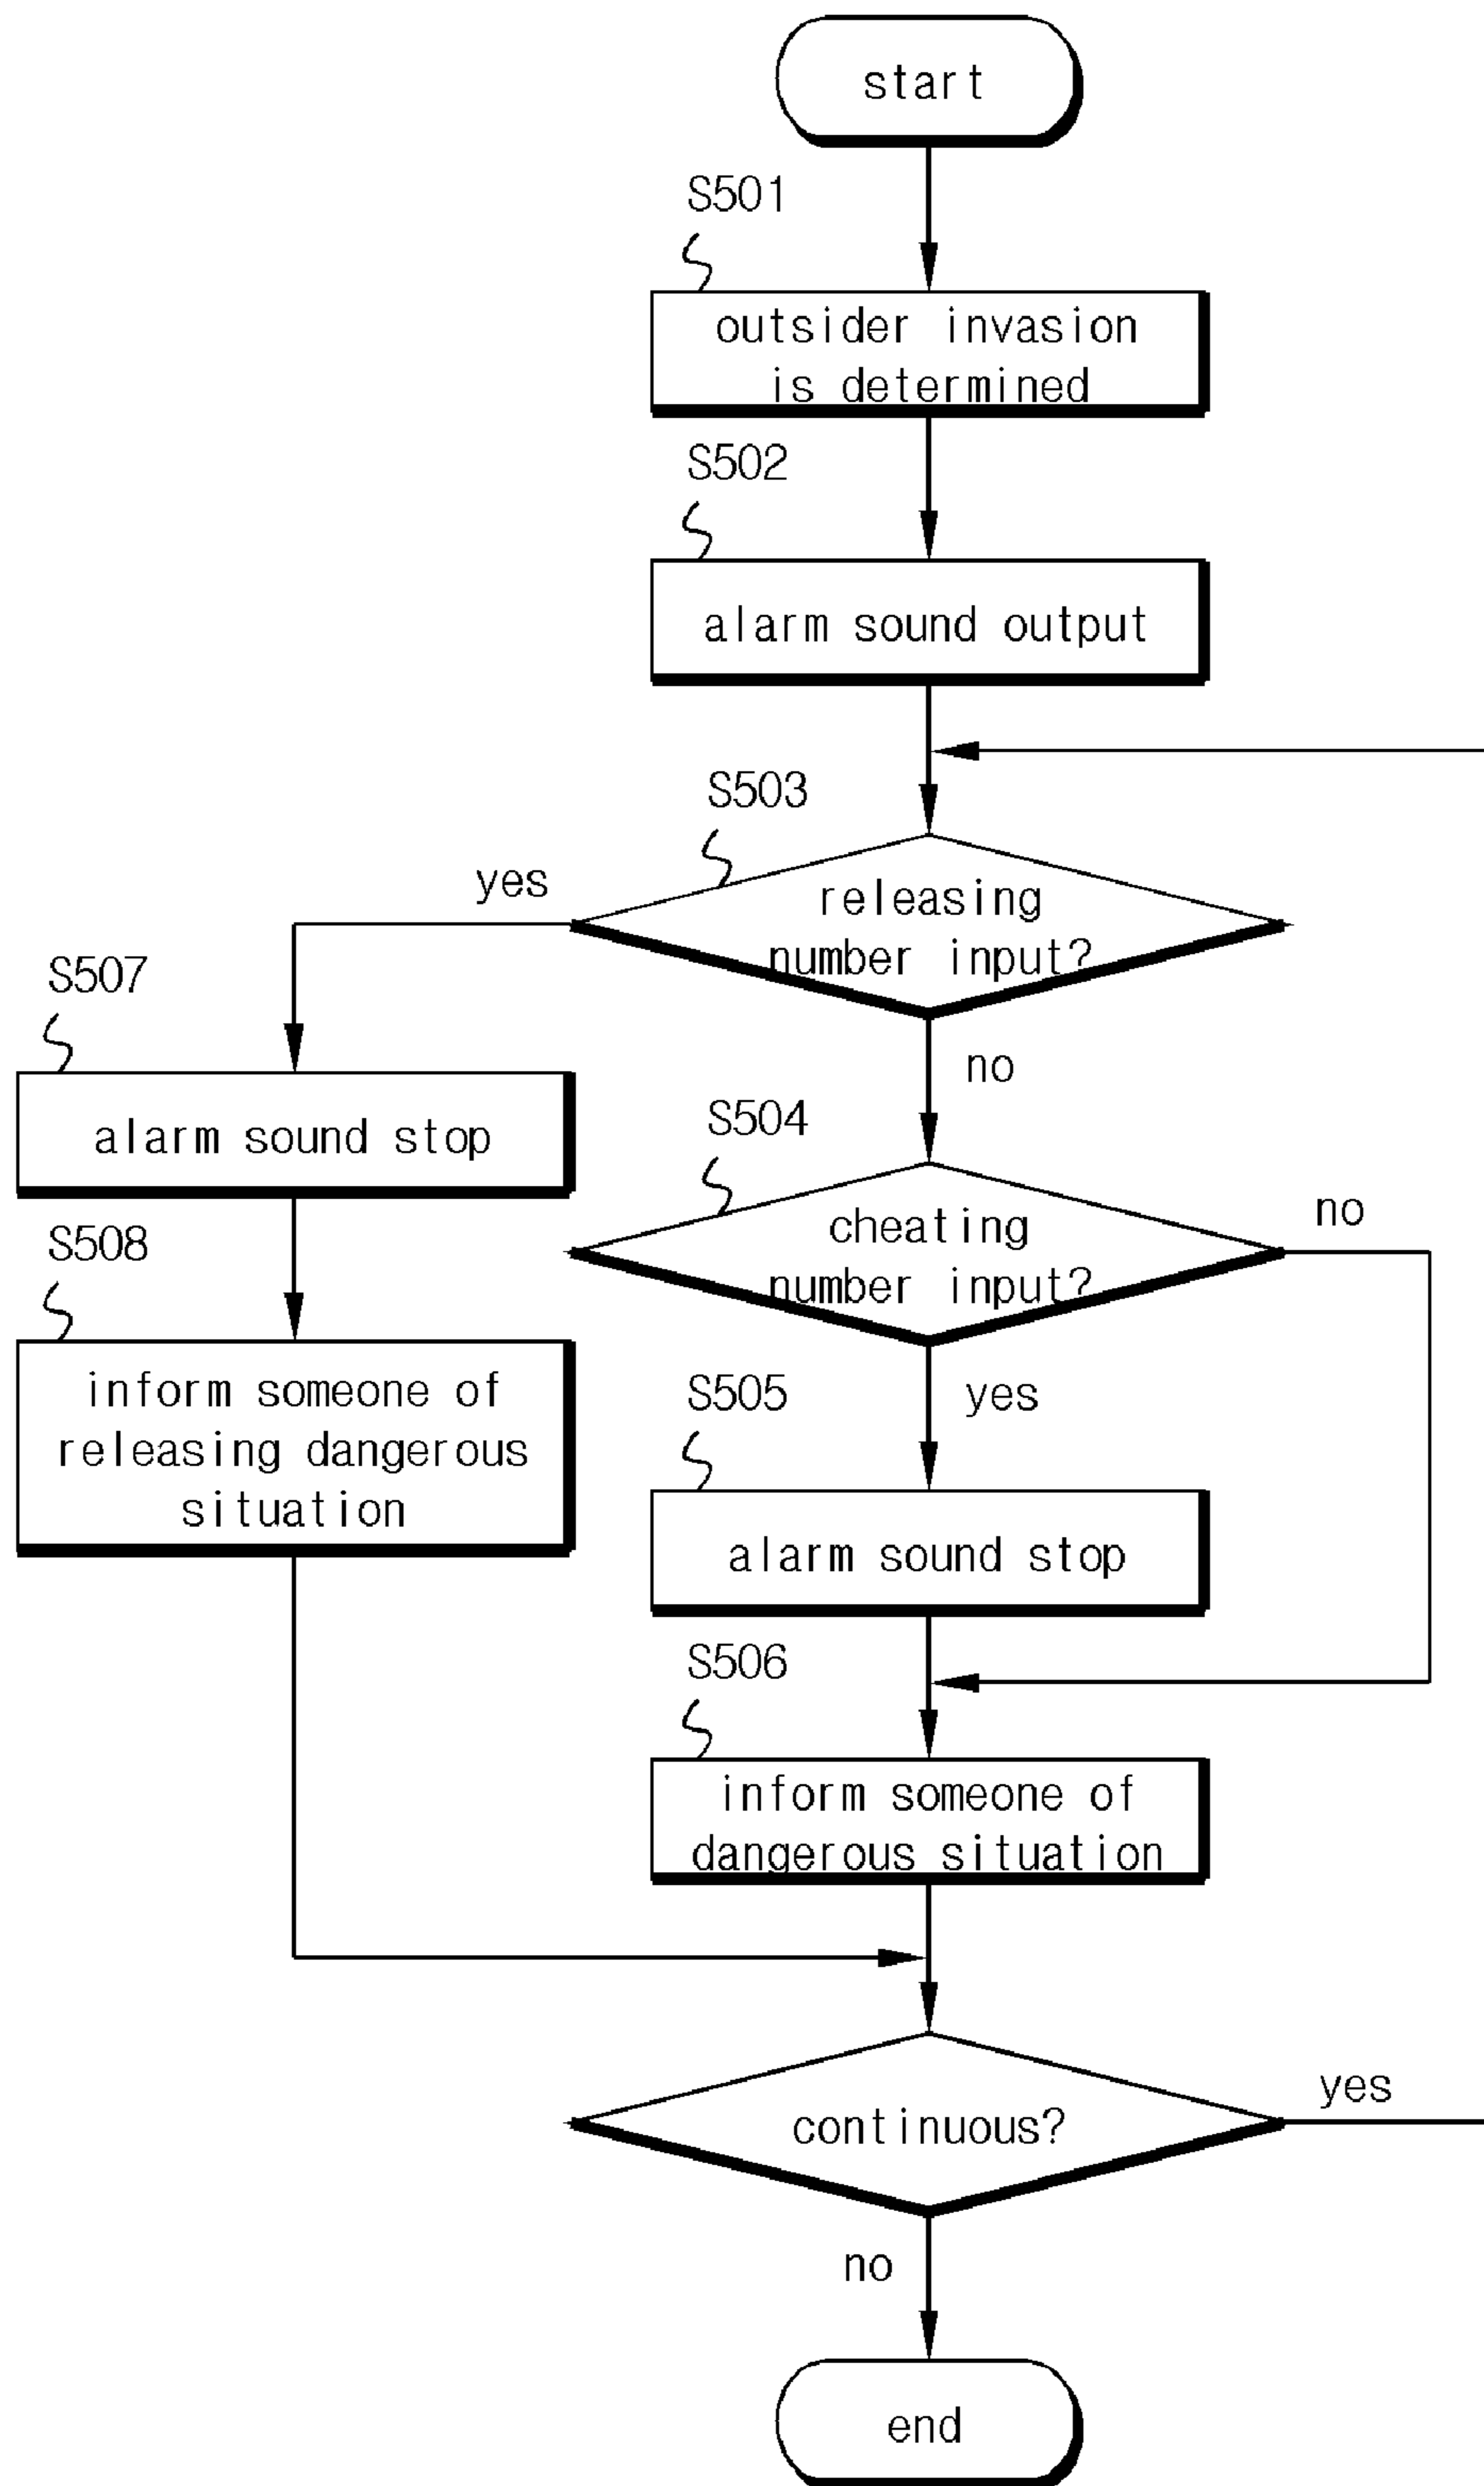 start
S501
outsider invasion
is determined
S502
alarm sound output
S503
yes
releasing
number input?
S507
no
alarm sound stop
S504
cheating
number input?
no
S508
inform someone of
releasing dangerous
situation
S505
yes
alarm sound stop
S506
inform someone of
dangerous situation
continuous?
yes
no
end